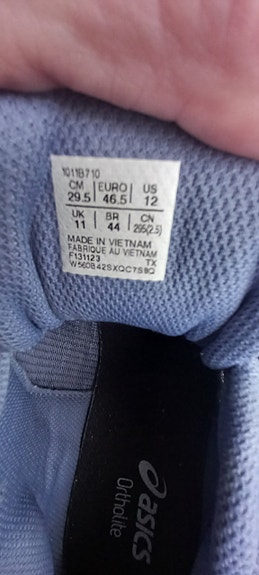 1011B710
CM EURO US
29.5 46.5 12
UK BR CN
11 44 295(2.5)
MADE IN VIETNAM
FABRIQUE AU VIETNAM
F131123 TX
asics
Ortholite